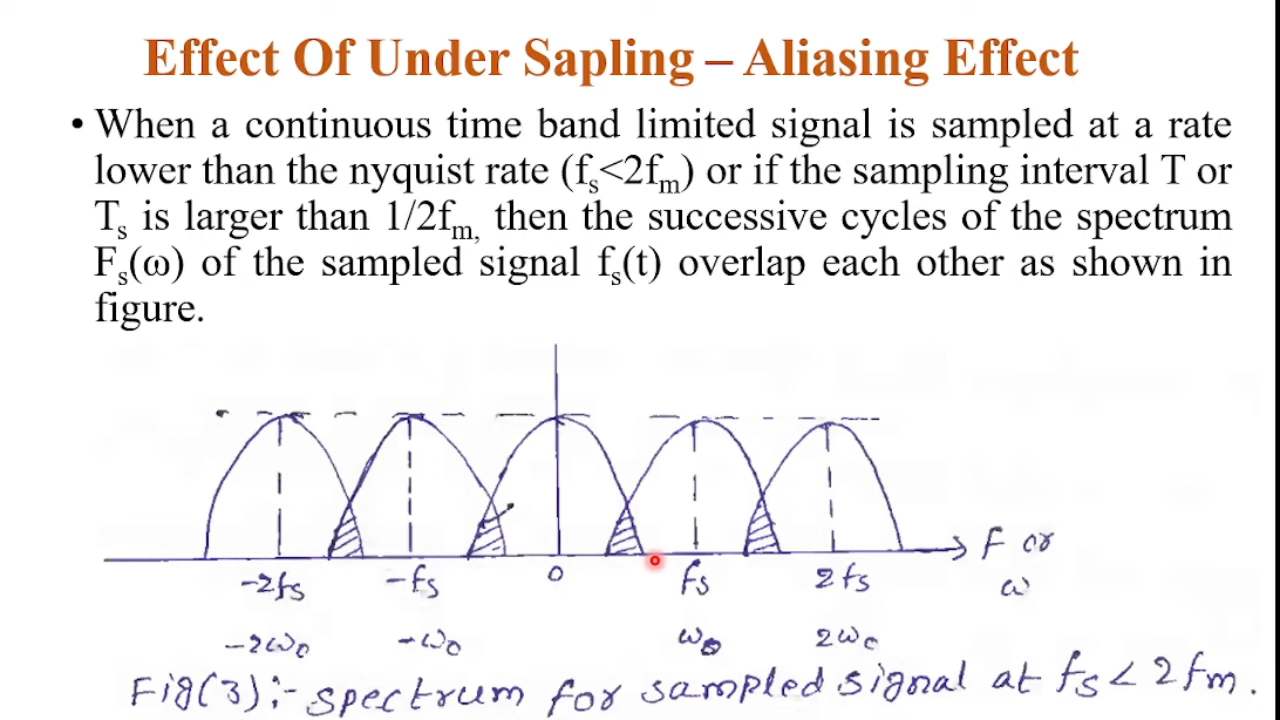 Effect Of Under Sapling – Aliasing Effect
• When a continuous time band limited signal is sampled at a rate
lower than the nyquist rate (fs<2fm) or if the sampling interval T or
Ts is larger than 1/2fm, then the successive cycles of the spectrum
Fs(ω) of the sampled signal fs(t) overlap each other as shown in
figure.
F or
ω
-2fs -fs 0 fs 2fs
-2ω0 -ω0 ω0 2ω0
Fig(3):- spectrum for sampled signal at fs < 2fm.